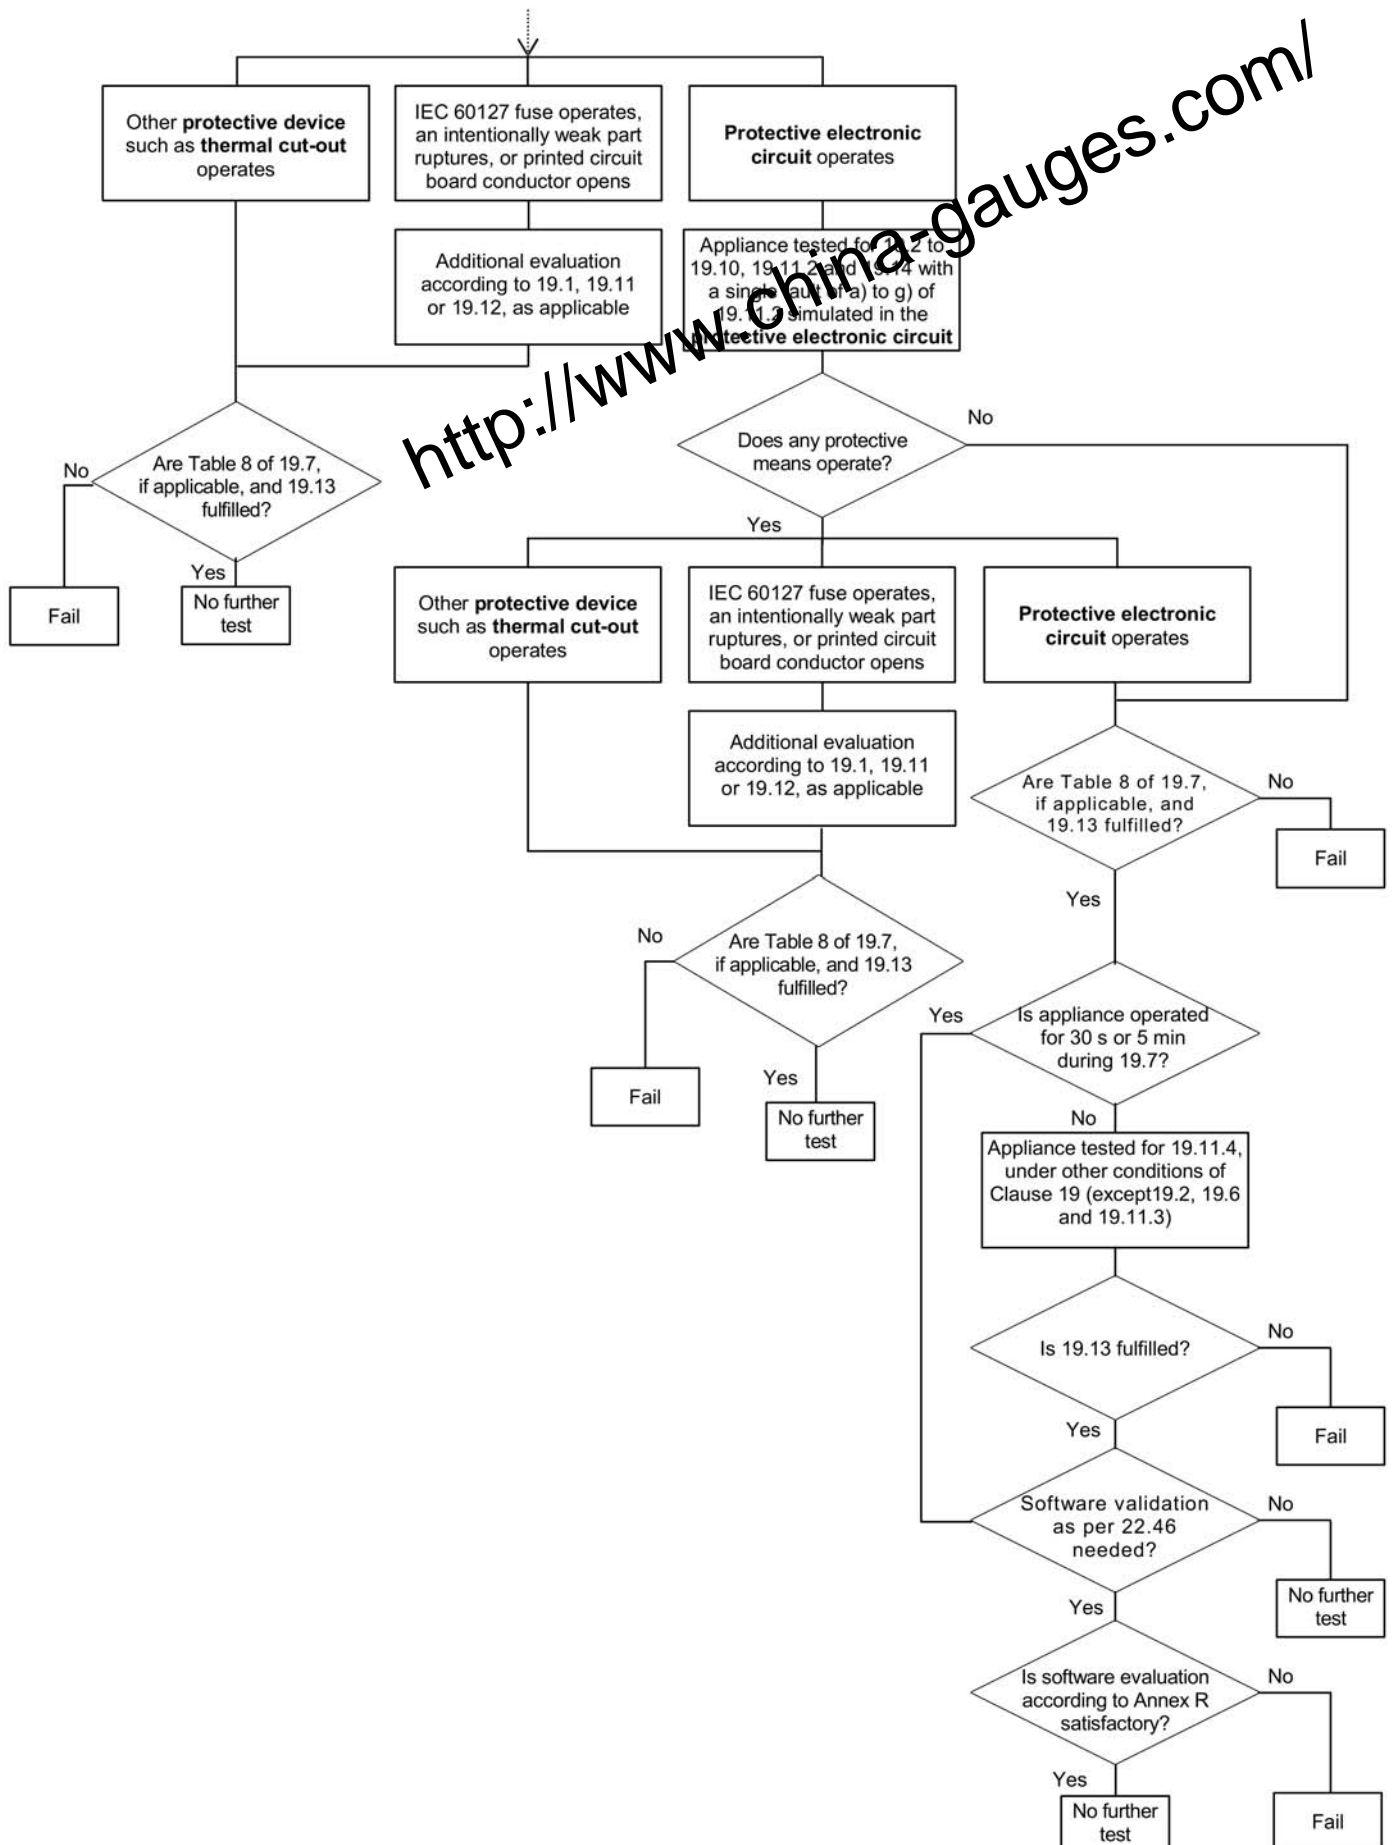 Other protective device
such as thermal cut-out
operates
IEC 60127 fuse operates,
an intentionally weak part
ruptures, or printed circuit
board conductor opens
Protective electronic
circuit operates
Additional evaluation
according to 19.1, 19.11
or 19.12, as applicable
Appliance tested for 19.2 to
19.10, 19.11.2 and 19.14 with
a single fault of a) to g) of
19.11.2 simulated in the
protective electronic circuit
http://www.china-gauges.com/
Are Table 8 of 19.7,
if applicable, and 19.13
fulfilled?
No
Yes
Fail
No further
test
Does any protective
means operate?
No
Yes
Other protective device
such as thermal cut-out
operates
IEC 60127 fuse operates,
an intentionally weak part
ruptures, or printed circuit
board conductor opens
Protective electronic
circuit operates
Additional evaluation
according to 19.1, 19.11
or 19.12, as applicable
Are Table 8 of 19.7,
if applicable, and
19.13 fulfilled?
No
Fail
Yes
No
Are Table 8 of 19.7,
if applicable, and 19.13
fulfilled?
Fail
Yes
No further
test
Yes
Is appliance operated
for 30 s or 5 min
during 19.7?
No
Appliance tested for 19.11.4,
under other conditions of
Clause 19 (except19.2, 19.6
and 19.11.3)
Is 19.13 fulfilled?
No
Fail
Yes
Software validation
as per 22.46
needed?
No
No further
test
Yes
Is software evaluation
according to Annex R
satisfactory?
No
Fail
Yes
No further
test